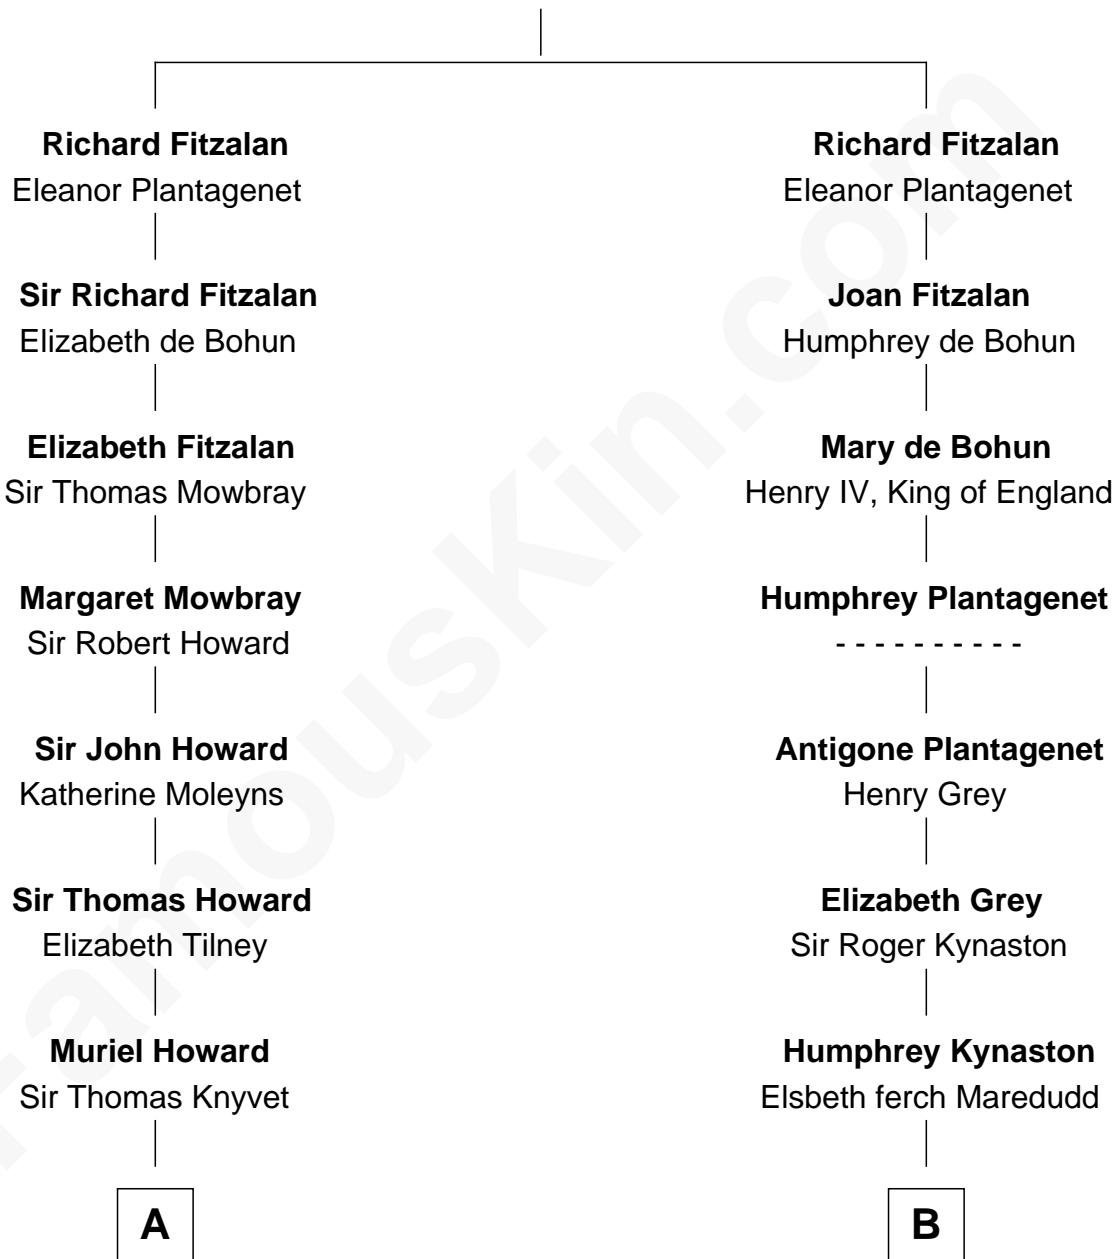 Richard Fitzalan
Eleanor Plantagenet
Sir Richard Fitzalan
Elizabeth de Bohun
Elizabeth Fitzalan
Sir Thomas Mowbray
Margaret Mowbray
Sir Robert Howard
Sir John Howard
Katherine Moleyns
Sir Thomas Howard
Elizabeth Tilney
Muriel Howard
Sir Thomas Knyvet
A
Richard Fitzalan
Eleanor Plantagenet
Joan Fitzalan
Humphrey de Bohun
Mary de Bohun
Henry IV, King of England
Humphrey Plantagenet
- - - - - - - - - -
Antigone Plantagenet
Henry Grey
Elizabeth Grey
Sir Roger Kynaston
Humphrey Kynaston
Elsbeth ferch Maredudd
B
FamousKin.com